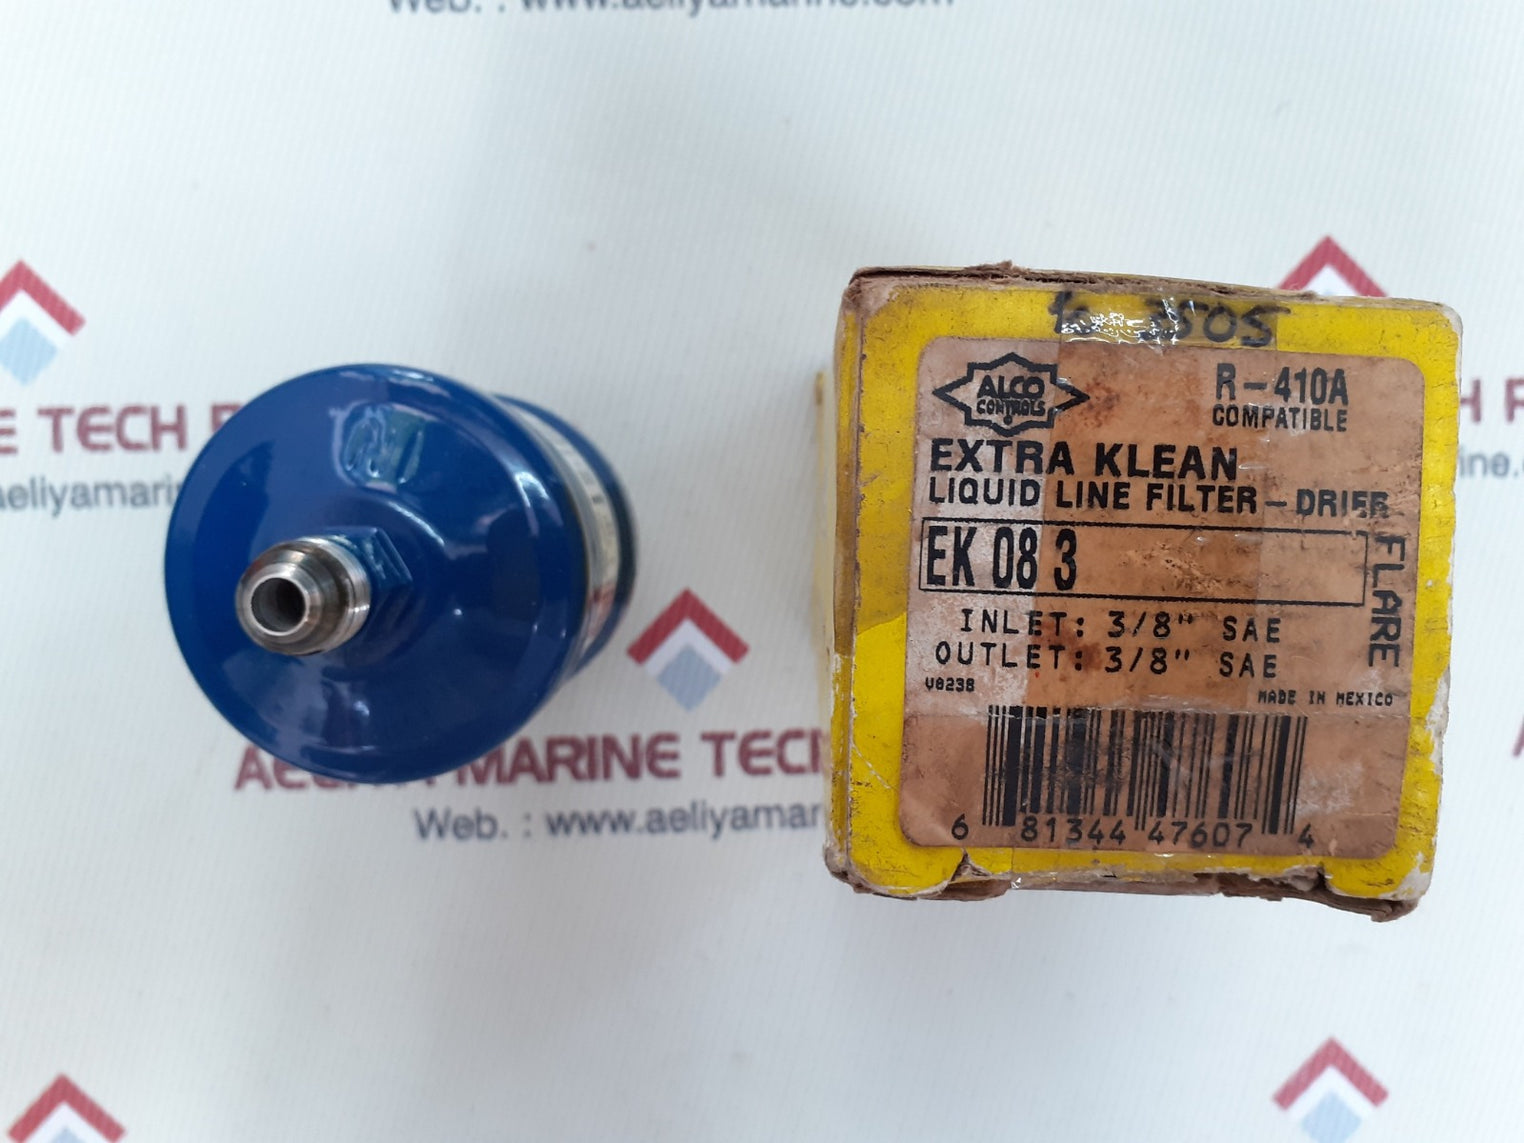 Web. : www.aeliyamarine.com
E TECH
aeliyamarin
MARINE TECH
Web. : www.aeliyamar
H
ine.
3505
ALCO
CONTROLS
R-410A
COMPATIBLE
EXTRA KLEAN
LIQUID LINE FILTER-DRIER
EK 08 3
FLARE
INLET: 3/8" SAE
OUTLET: 3/8" SAE
V0238
MADE IN MEXICO
6 81344 47607 4